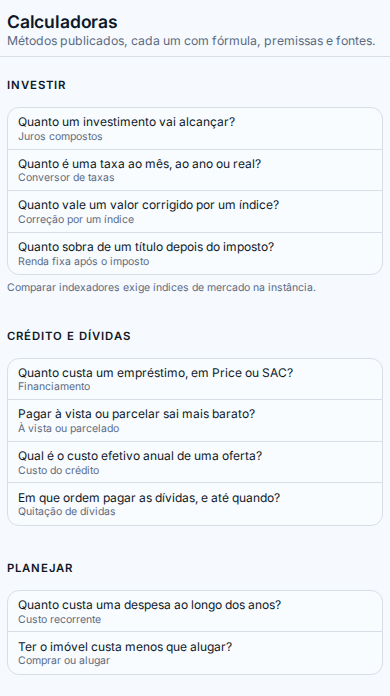 Calculadoras
Métodos publicados, cada um com fórmula, premissas e fontes.
INVESTIR
Quanto um investimento vai alcançar?
Juros compostos
Quanto é uma taxa ao mês, ao ano ou real?
Conversor de taxas
Quanto vale um valor corrigido por um índice?
Correção por um índice
Quanto sobra de um título depois do imposto?
Renda fixa após o imposto
Comparar indexadores exige índices de mercado na instância.
CRÉDITO E DÍVIDAS
Quanto custa um empréstimo, em Price ou SAC?
Financiamento
Pagar à vista ou parcelar sai mais barato?
À vista ou parcelado
Qual é o custo efetivo anual de uma oferta?
Custo do crédito
Em que ordem pagar as dívidas, e até quando?
Quitação de dívidas
PLANEJAR
Quanto custa uma despesa ao longo dos anos?
Custo recorrente
Ter o imóvel custa menos que alugar?
Comprar ou alugar